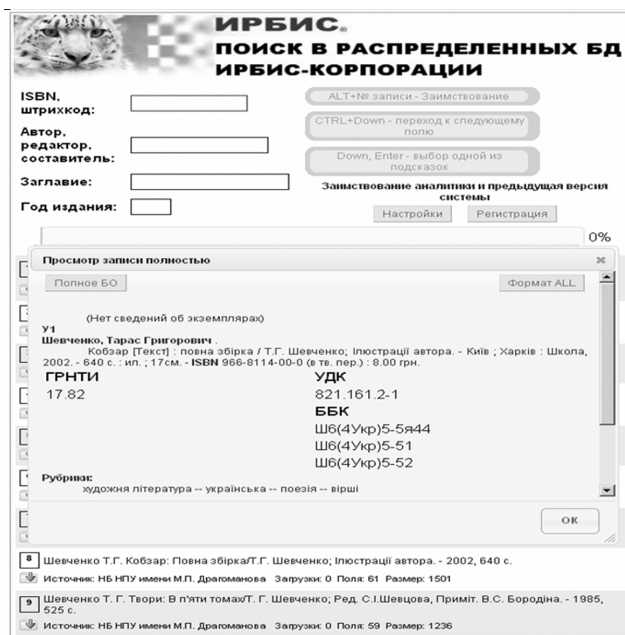 ИРБИС®
ПОИСК В РАСПРЕДЕЛЕННЫХ БД
ИРБИС-КОРПОРАЦИИ
ISBN,
штрихкод:
ALT+№ записи - Заимствование
CTRL+Down - переход к следующему
полю
Автор,
редактор,
составитель:
Down, Enter - выбор одной из
подсказок
Заглавие:
Заимствование аналитики и предыдущая версия
системы
Год издания:
Настройки Регистрация
0%
Просмотр записи полностью
Полное БО Формат ALL
(Нет сведений об экземплярах)
У1
Шевченко, Тарас Григорович .
Кобзар [Текст] : повна збірка / Т.Г. Шевченко; Ілюстрації автора. - Київ ; Харків : Школа,
2002. - 640 с. : ил. ; 17см. - ISBN 966-8114-00-0 (в тв. пер.) : 8.00 грн.
ГРНТИ УДК
17.82 821.161.2-1
ББК
Ш6(4Укр)5-5я44
Ш6(4Укр)5-51
Ш6(4Укр)5-52
Рубрики:
художня література -- українська -- поезія -- вірші
ОК
8 Шевченко Т.Г. Кобзар: Повна збірка/Т.Г. Шевченко; Ілюстрації автора. - 2002, 640 с.
Источник: НБ НПУ имени М.П. Драгоманова Загрузки: 0 Поля: 61 Размер: 1501
9 Шевченко Т. Г. Твори: В п'яти томах/Т. Г. Шевченко; Ред. С.І.Шевцова, Приміт. В.С. Бородіна. - 1985,
525 с.
Источник: НБ НПУ имени М.П. Драгоманова Загрузки: 0 Поля: 59 Размер: 1236